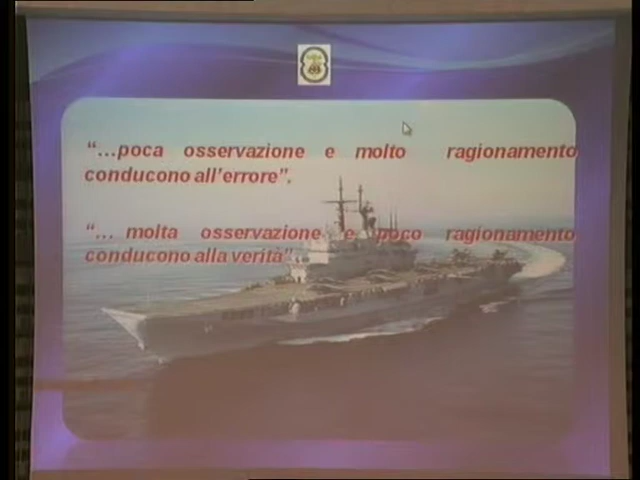 “…poca osservazione e molto ragionamento
conducono all'errore”.
“… molta osservazione e poco ragionamento
conducono alla verità”